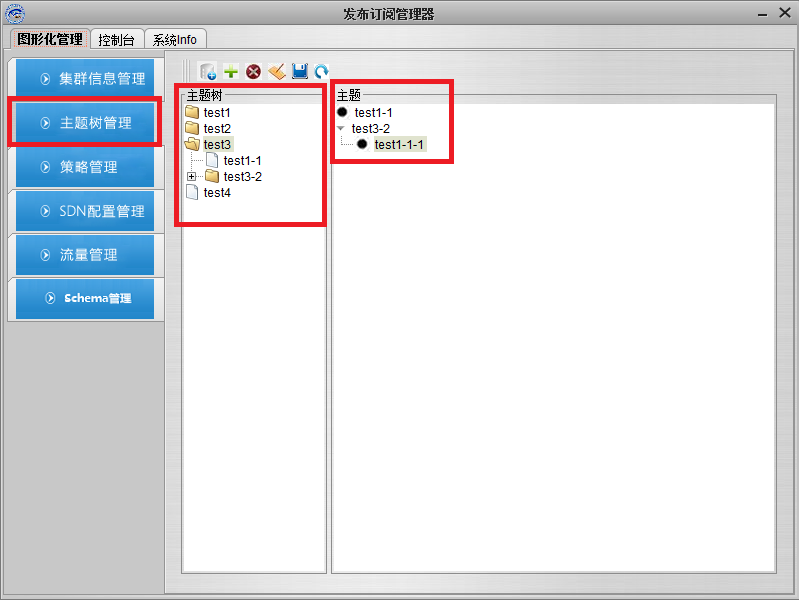 发布订阅管理器
图形化管理 控制台 系统Info
集群信息管理
主题树管理
策略管理
SDN配置管理
流量管理
Schema管理
主题树
test1
test2
test3
test1-1
test3-2
test4
主题
test1-1
test3-2
test1-1-1